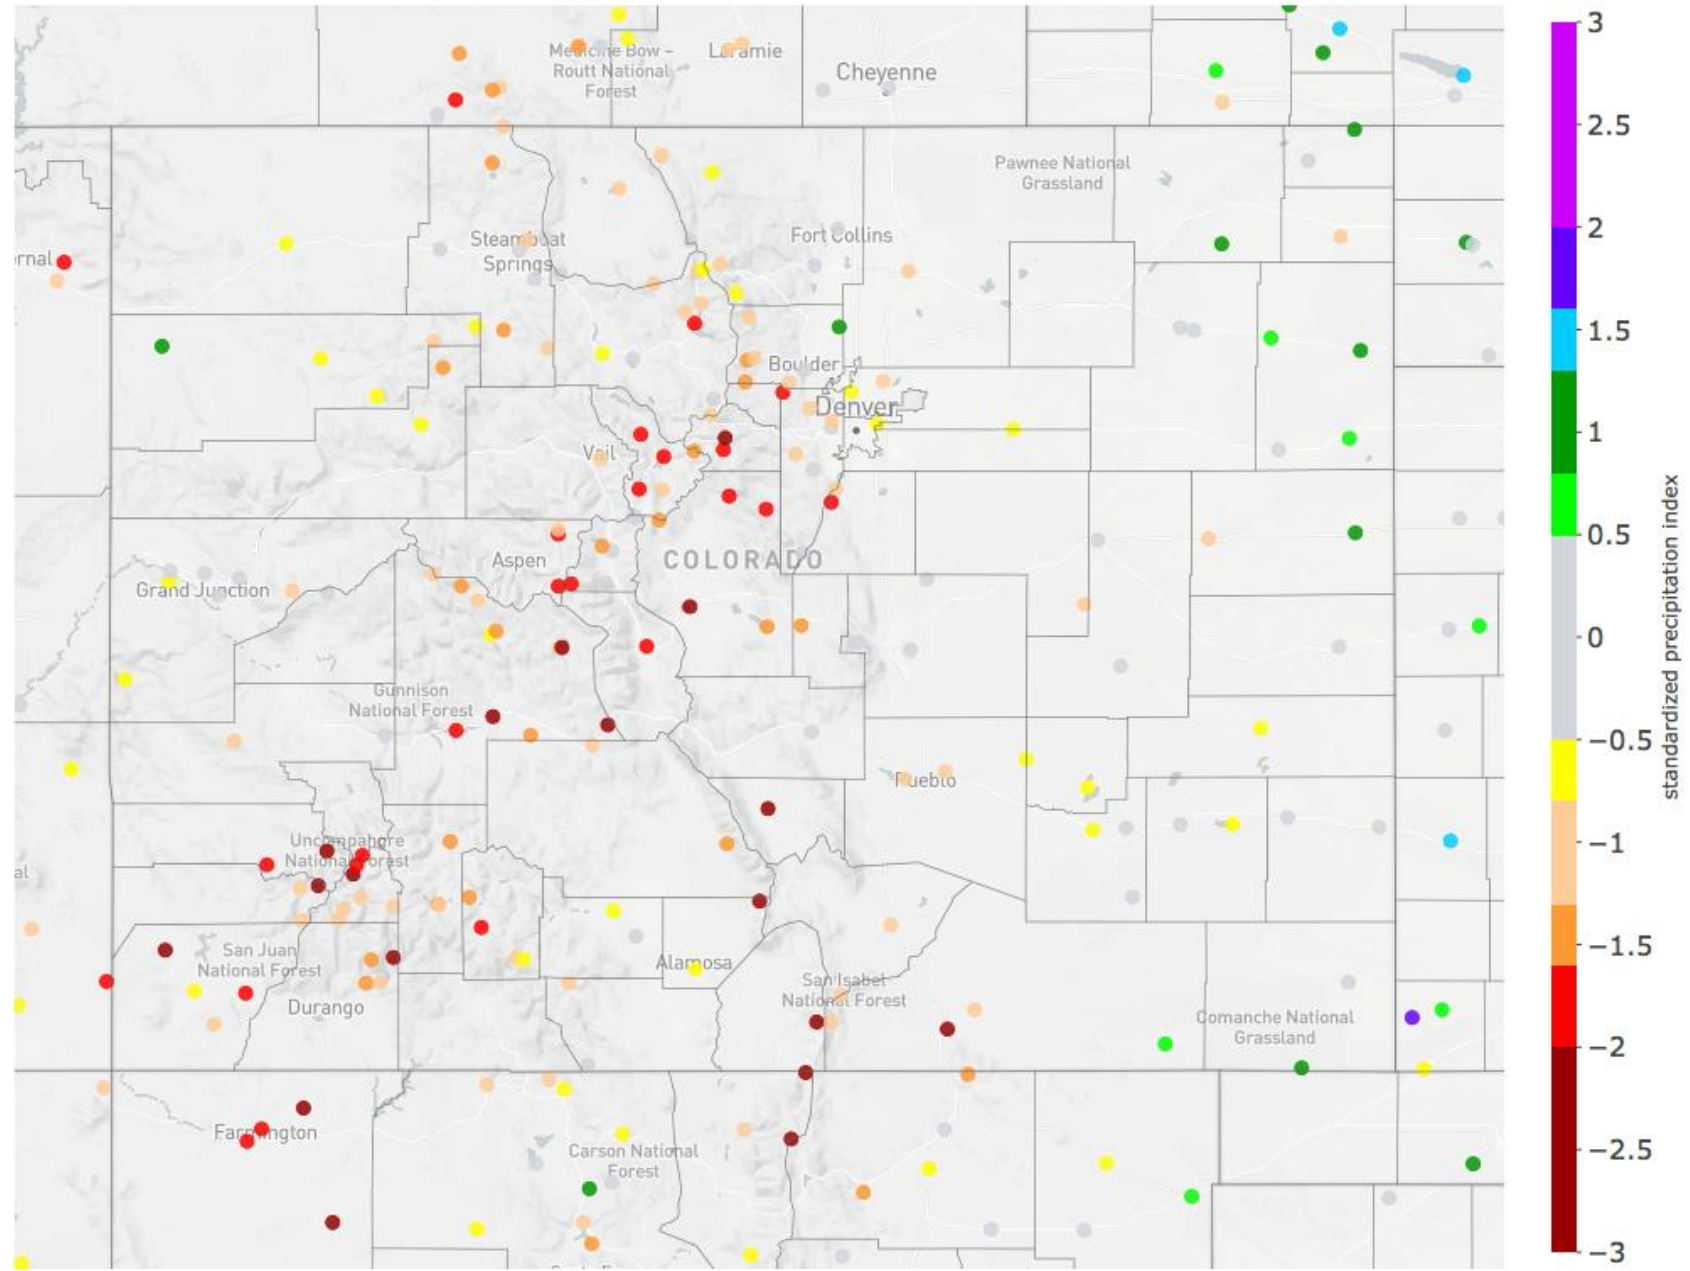 Medicine Bow –
Routt National
Forest
Laramie
Cheyenne
Pawnee National
Grassland
Steamboat
Springs
Fort Collins
Boulder
Denver
Vail
Aspen
COLORADO
Grand Junction
Gunnison
National Forest
Pueblo
Uncompahgre
National Forest
San Juan
National Forest
Alamosa
San Isabel
National Forest
Durango
Comanche National
Grassland
Farmington
Carson National
Forest
3
2.5
2
1.5
1
0.5
0
−0.5
−1
−1.5
−2
−2.5
−3
standardized precipitation index